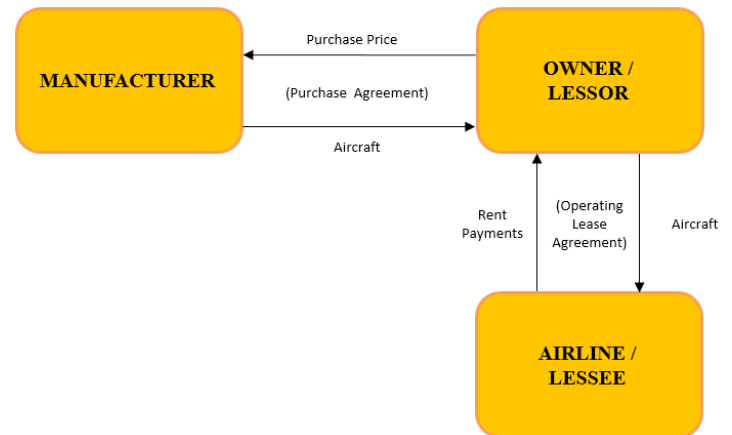 Purchase Price
MANUFACTURER
(Purchase Agreement)
OWNER /
LESSOR
Aircraft
Rent
Payments
(Operating
Lease
Agreement)
Aircraft
AIRLINE /
LESSEE